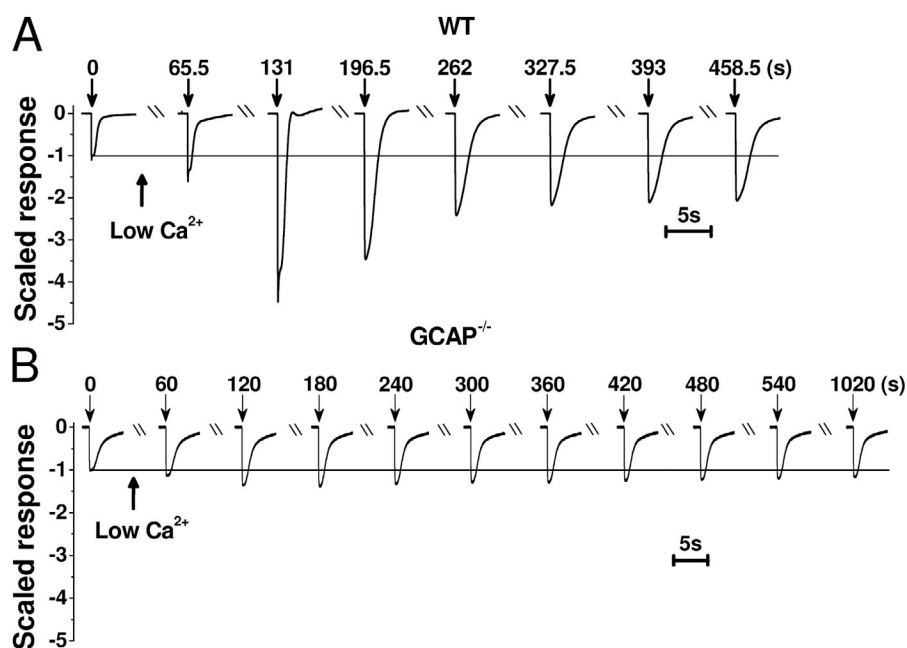 A
WT
0 65.5 131 196.5 262 327.5 393 458.5 (s)
Scaled response
0
-1
-2
-3
-4
-5
Low Ca²⁺
5s
B
GCAP⁻/⁻
0 60 120 180 240 300 360 420 480 540 1020 (s)
Scaled response
0
-1
-2
-3
-4
-5
Low Ca²⁺
5s